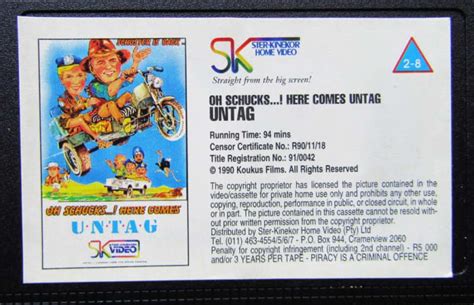 SCHUSTER IS BACK
OH SCHUCKS...! HERE COMES
UNTAG
STER-KINEKOR
VIDEO
SK STER-KINEKOR
HOME VIDEO
Straight from the big screen!
2-8
OH SCHUCKS...! HERE COMES UNTAG
UNTAG
Running Time: 94 mins
Censor Certificate No.: R90/11/18
Title Registration No.: 91/0042
© 1990 Koukus Films. All Rights Reserved
The copyright proprietor has licensed the picture contained in the
video/cassette for private home use only and prohibits any other
use, copying, reproduction, performance in public, or closed circuit, in whole
or in part. The picture contained in this cassette cannot be resold with-
out prior written permission from the copyright proprietor.
Distributed by Ster-Kinekor Home Video (Pty) Ltd
Tel. (011) 463-4554/5/6/7 - P.O. Box 944, Cramerview 2060
Penalty for copyright infringement (including 2nd channel) - R5 000
and/or 3 YEARS PER TAPE - PIRACY IS A CRIMINAL OFFENCE